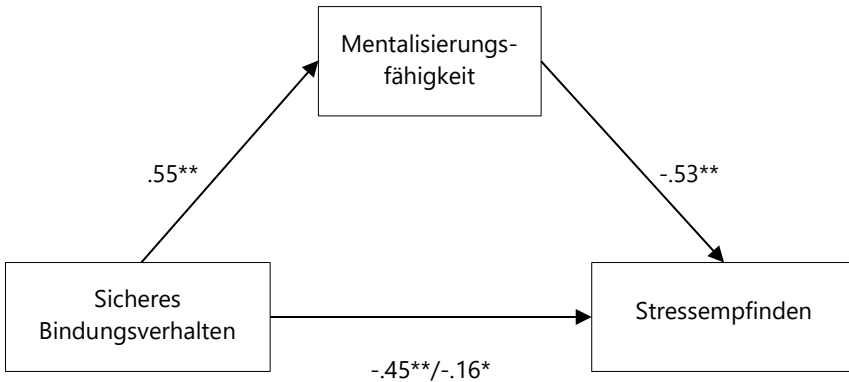 Mentalisierungs-
fähigkeit
.55**
-.53**
Sicheres
Bindungsverhalten
Stressempfinden
-.45**/-.16*